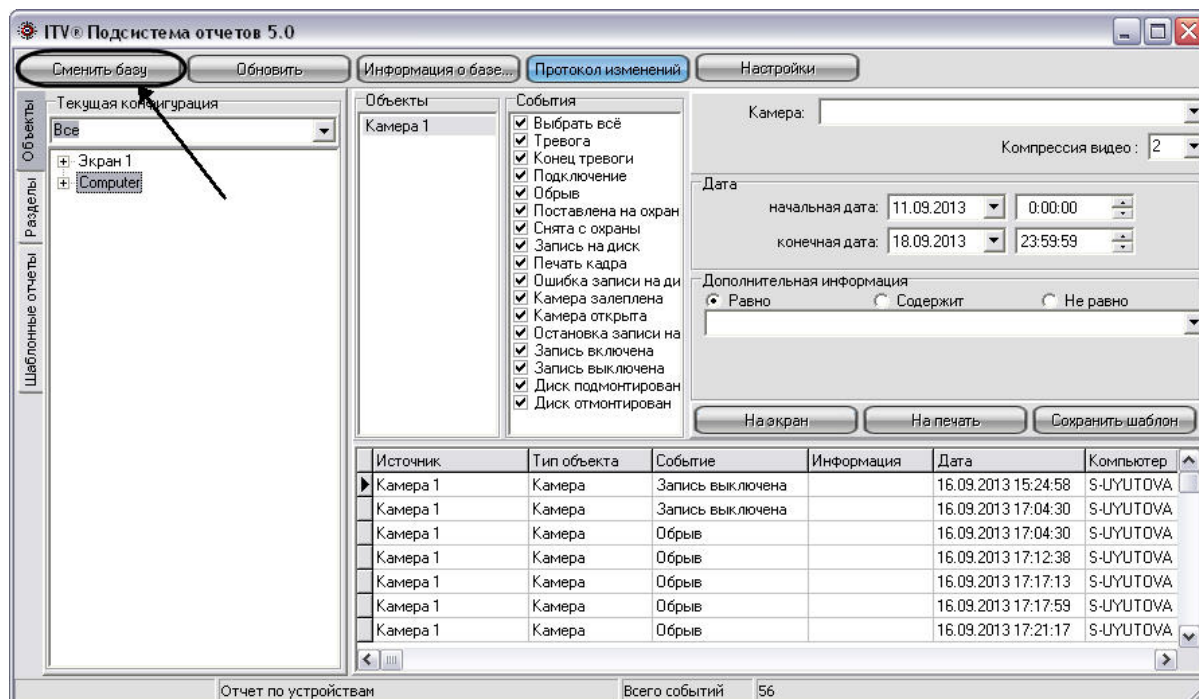 ITV® Подсистема отчетов 5.0
Сменить базу
Обновить
Информация о базе...
Протокол изменений
Настройки
Объекты
Разделы
Шаблонные отчеты
Текущая конфигурация
Все
Экран 1
Computer
Объекты
Камера 1
События
Выбрать всё
Тревога
Конец тревоги
Подключение
Обрыв
Поставлена на охран
Снята с охраны
Запись на диск
Печать кадра
Ошибка записи на ди
Камера залеплена
Камера открыта
Остановка записи на
Запись включена
Запись выключена
Диск подмонтирован
Диск отмонтирован
Камера:
Компрессия видео : 2
Дата
начальная дата: 11.09.2013 0:00:00
конечная дата: 18.09.2013 23:59:59
Дополнительная информация
Равно Содержит Не равно
На экран
На печать
Сохранить шаблон
Источник Тип объекта Событие Информация Дата Компьютер
Камера 1 Камера Запись выключена 16.09.2013 15:24:58 S-UYUTOVA
Камера 1 Камера Запись выключена 16.09.2013 17:04:30 S-UYUTOVA
Камера 1 Камера Обрыв 16.09.2013 17:04:30 S-UYUTOVA
Камера 1 Камера Обрыв 16.09.2013 17:12:38 S-UYUTOVA
Камера 1 Камера Обрыв 16.09.2013 17:17:13 S-UYUTOVA
Камера 1 Камера Обрыв 16.09.2013 17:17:59 S-UYUTOVA
Камера 1 Камера Обрыв 16.09.2013 17:21:17 S-UYUTOVA
Отчет по устройствам
Всего событий 56